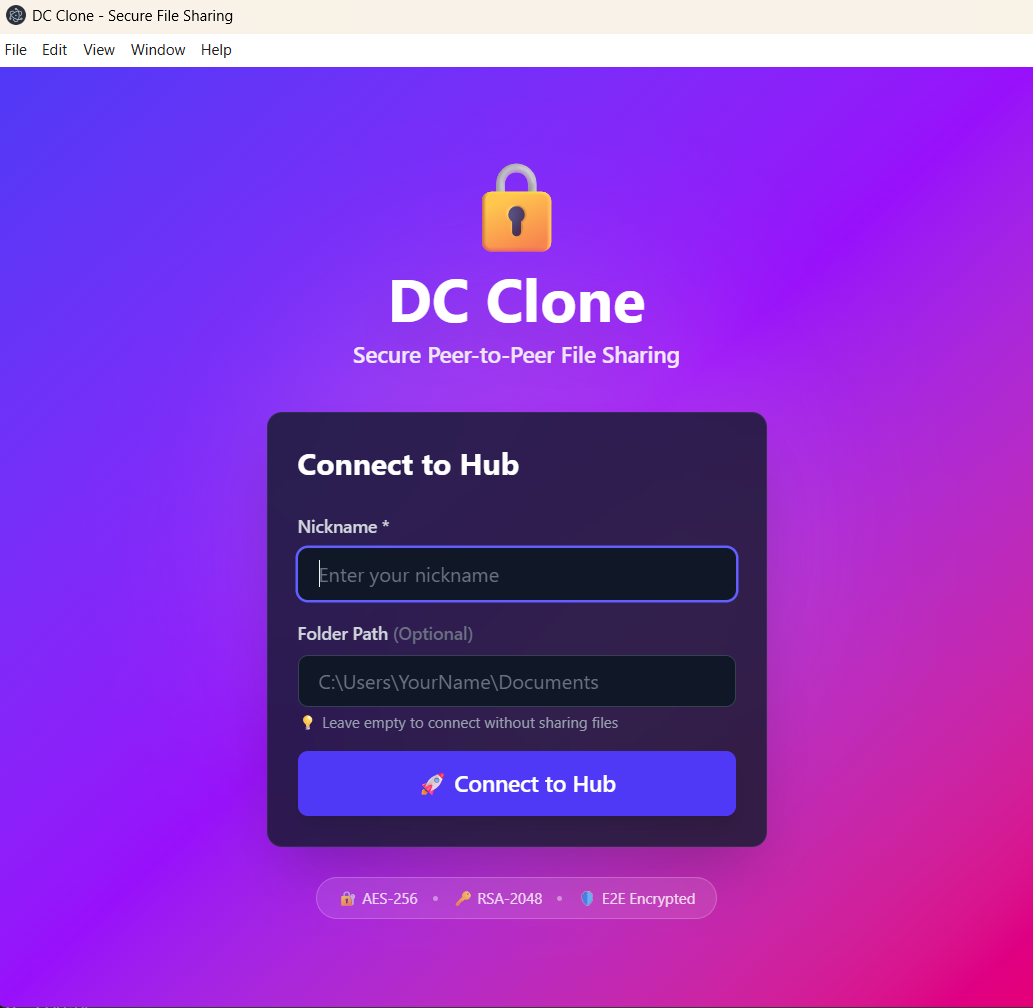 DC Clone - Secure File Sharing
File Edit View Window Help
DC Clone
Secure Peer-to-Peer File Sharing
Connect to Hub
Nickname *
Enter your nickname
Folder Path (Optional)
C:\Users\YourName\Documents
💡 Leave empty to connect without sharing files
🚀 Connect to Hub
🔐 AES-256 • 🔑 RSA-2048 • 🛡️ E2E Encrypted